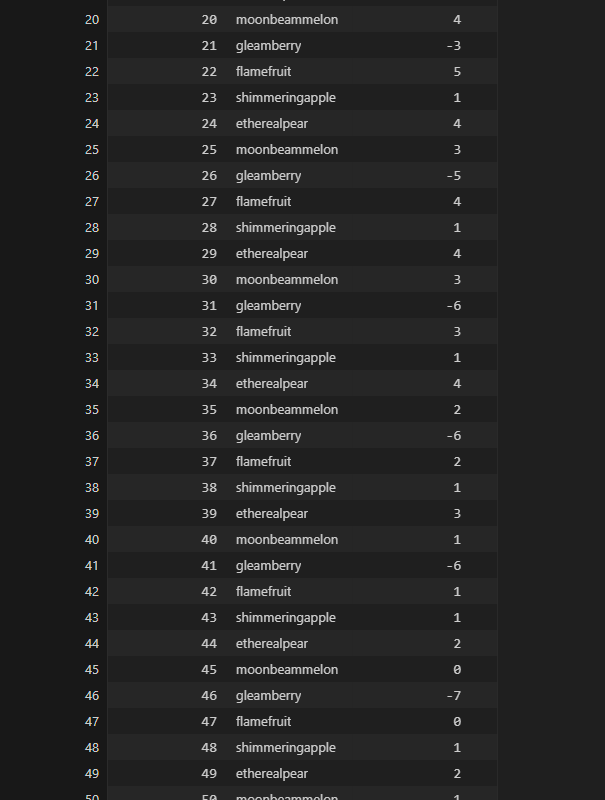 20 20 moonbeammelon 4
21 21 gleamberry -3
22 22 flamefruit 5
23 23 shimmeringapple 1
24 24 etherealpear 4
25 25 moonbeammelon 3
26 26 gleamberry -5
27 27 flamefruit 4
28 28 shimmeringapple 1
29 29 etherealpear 4
30 30 moonbeammelon 3
31 31 gleamberry -6
32 32 flamefruit 3
33 33 shimmeringapple 1
34 34 etherealpear 4
35 35 moonbeammelon 2
36 36 gleamberry -6
37 37 flamefruit 2
38 38 shimmeringapple 1
39 39 etherealpear 3
40 40 moonbeammelon 1
41 41 gleamberry -6
42 42 flamefruit 1
43 43 shimmeringapple 1
44 44 etherealpear 2
45 45 moonbeammelon 0
46 46 gleamberry -7
47 47 flamefruit 0
48 48 shimmeringapple 1
49 49 etherealpear 2
50 50 moonbeammelon